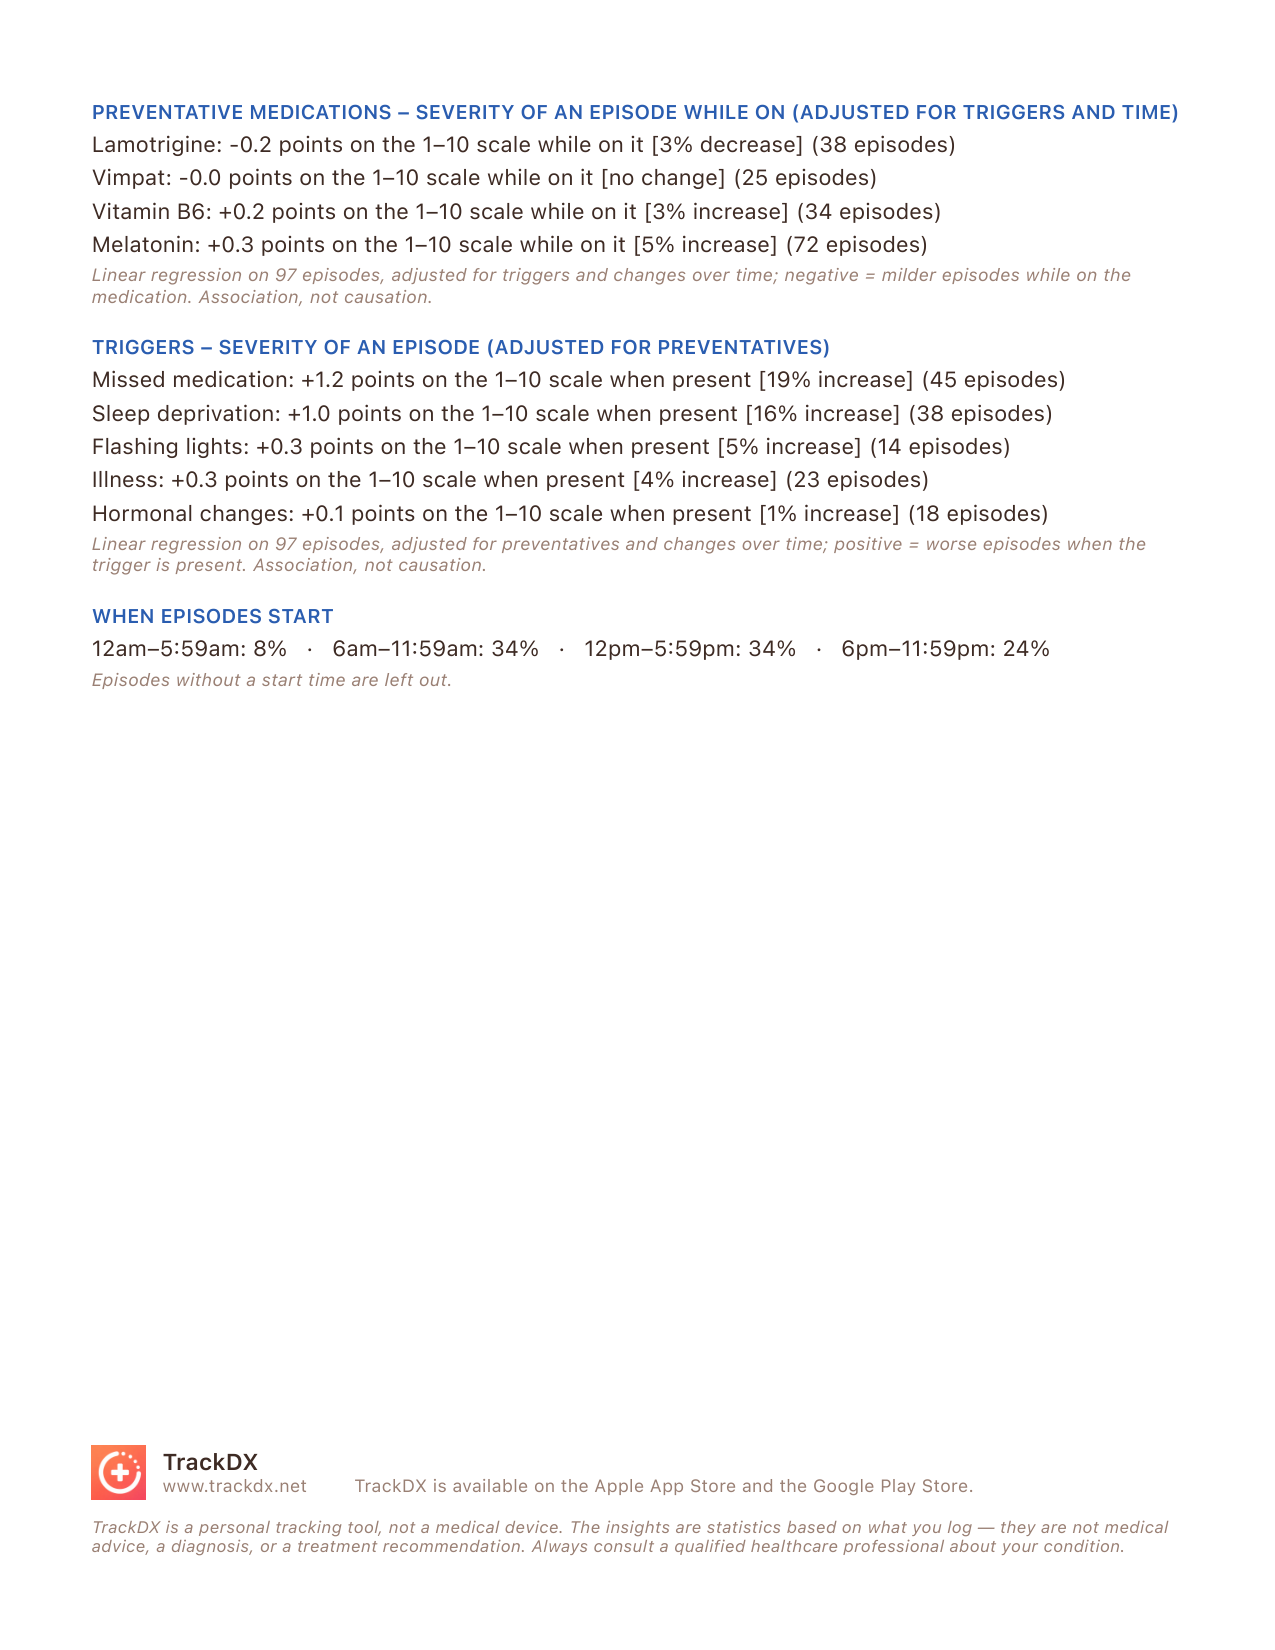 PREVENTATIVE MEDICATIONS – SEVERITY OF AN EPISODE WHILE ON (ADJUSTED FOR TRIGGERS AND TIME)
Lamotrigine: -0.2 points on the 1–10 scale while on it [3% decrease] (38 episodes)
Vimpat: -0.0 points on the 1–10 scale while on it [no change] (25 episodes)
Vitamin B6: +0.2 points on the 1–10 scale while on it [3% increase] (34 episodes)
Melatonin: +0.3 points on the 1–10 scale while on it [5% increase] (72 episodes)
Linear regression on 97 episodes, adjusted for triggers and changes over time; negative = milder episodes while on the
medication. Association, not causation.
TRIGGERS – SEVERITY OF AN EPISODE (ADJUSTED FOR PREVENTATIVES)
Missed medication: +1.2 points on the 1–10 scale when present [19% increase] (45 episodes)
Sleep deprivation: +1.0 points on the 1–10 scale when present [16% increase] (38 episodes)
Flashing lights: +0.3 points on the 1–10 scale when present [5% increase] (14 episodes)
Illness: +0.3 points on the 1–10 scale when present [4% increase] (23 episodes)
Hormonal changes: +0.1 points on the 1–10 scale when present [1% increase] (18 episodes)
Linear regression on 97 episodes, adjusted for preventatives and changes over time; positive = worse episodes when the
trigger is present. Association, not causation.
WHEN EPISODES START
12am–5:59am: 8% · 6am–11:59am: 34% · 12pm–5:59pm: 34% · 6pm–11:59pm: 24%
Episodes without a start time are left out.
TrackDX
www.trackdx.net TrackDX is available on the Apple App Store and the Google Play Store.
TrackDX is a personal tracking tool, not a medical device. The insights are statistics based on what you log — they are not medical
advice, a diagnosis, or a treatment recommendation. Always consult a qualified healthcare professional about your condition.